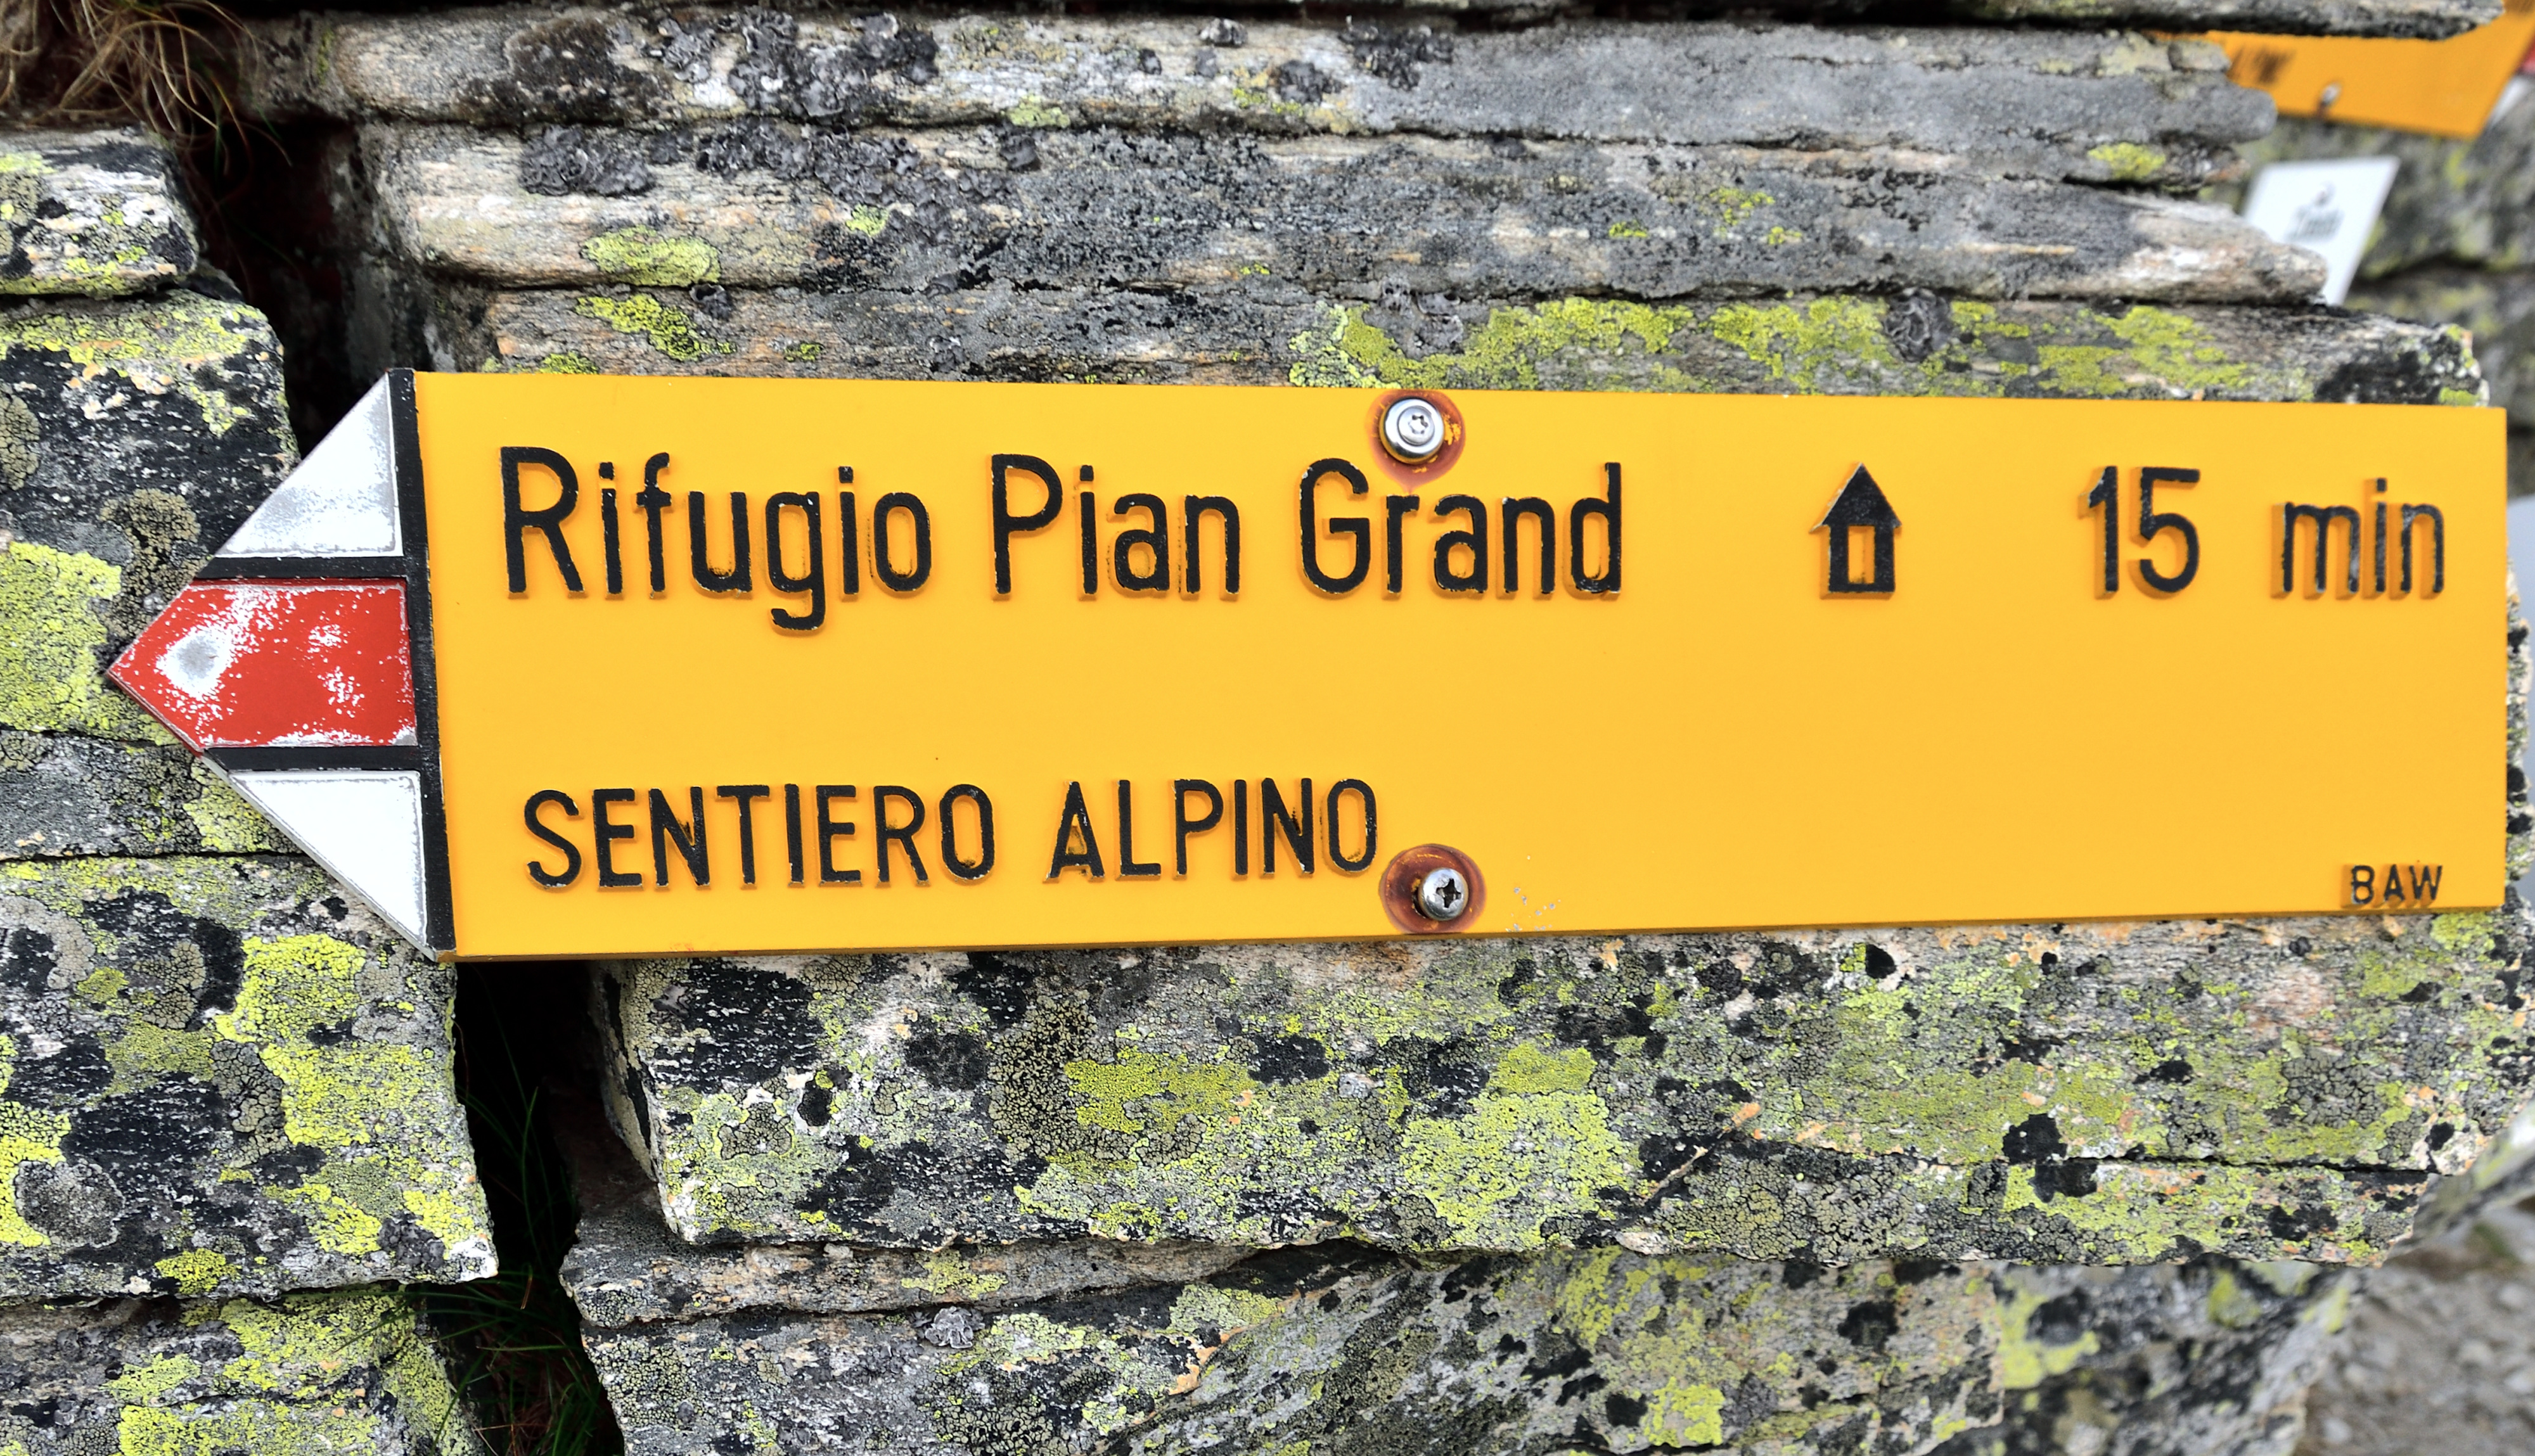 Rifugio Pian Grand 15 min
SENTIERO ALPINO
BAW